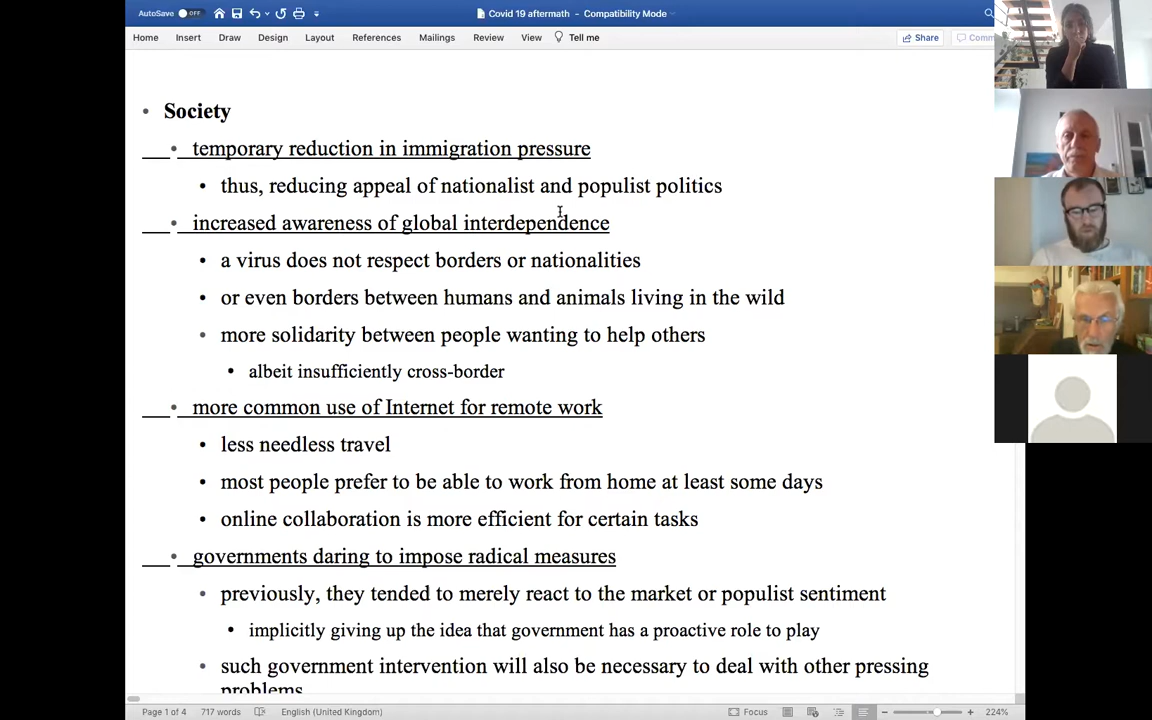 AutoSave OFF Covid 19 aftermath - Compatibility Mode
Home Insert Draw Design Layout References Mailings Review View Tell me Share
• Society
• temporary reduction in immigration pressure
• thus, reducing appeal of nationalist and populist politics
• increased awareness of global interdependence
• a virus does not respect borders or nationalities
• or even borders between humans and animals living in the wild
• more solidarity between people wanting to help others
• albeit insufficiently cross-border
• more common use of Internet for remote work
• less needless travel
• most people prefer to be able to work from home at least some days
• online collaboration is more efficient for certain tasks
• governments daring to impose radical measures
• previously, they tended to merely react to the market or populist sentiment
• implicitly giving up the idea that government has a proactive role to play
• such government intervention will also be necessary to deal with other pressing
problems
Page 1 of 4 717 words English (United Kingdom) Focus 224%